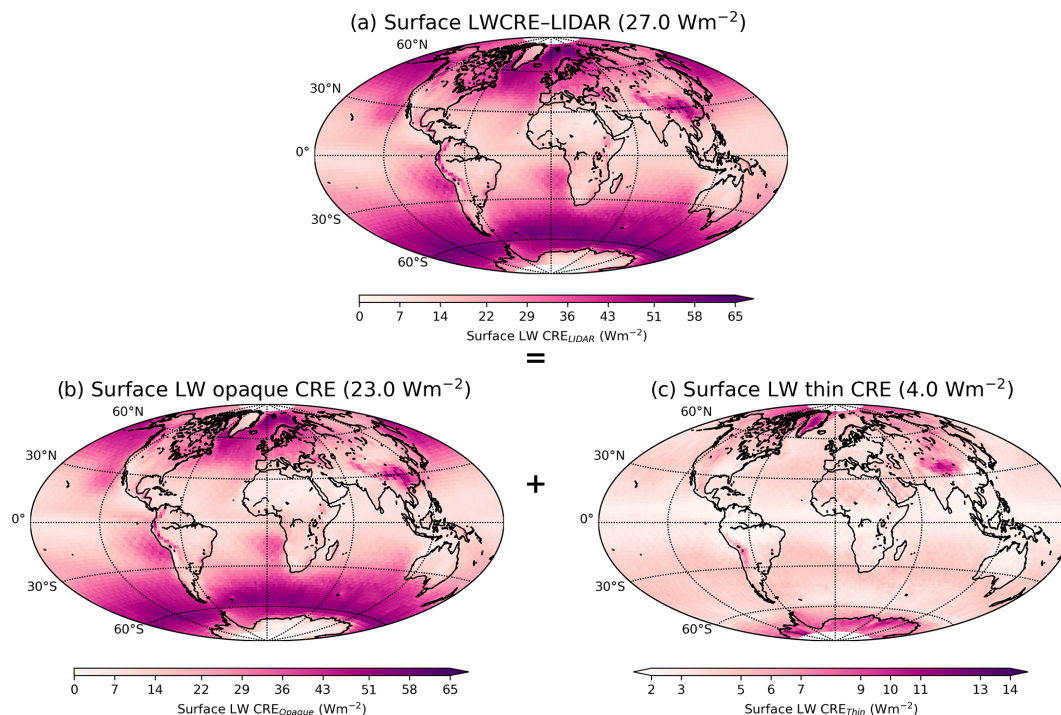 (a) Surface LWCRE–LIDAR (27.0 Wm⁻²)
60°N
30°N
0°
30°S
60°S
0 7 14 22 29 36 43 51 58 65
Surface LW CRE_LIDAR (Wm⁻²)
=
(b) Surface LW opaque CRE (23.0 Wm⁻²)
60°N
30°N
0°
30°S
60°S
0 7 14 22 29 36 43 51 58 65
Surface LW CRE_Opaque (Wm⁻²)
+
(c) Surface LW thin CRE (4.0 Wm⁻²)
60°N
30°N
0°
30°S
60°S
2 3 5 6 7 9 10 11 13 14
Surface LW CRE_Thin (Wm⁻²)